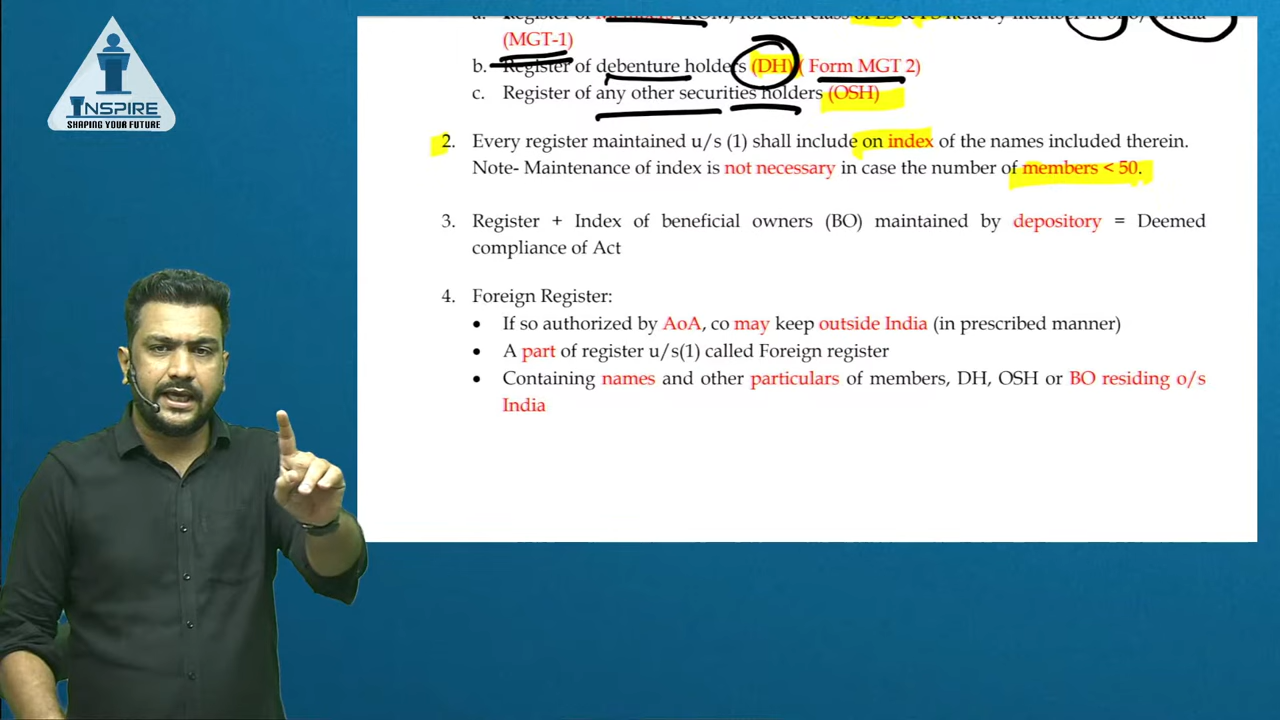 INSPIRE
SHAPING YOUR FUTURE
(MGT-1)
b. Register of debenture holders (DH) ( Form MGT 2)
c. Register of any other securities holders (OSH)
2. Every register maintained u/s (1) shall include on index of the names included therein.
Note- Maintenance of index is not necessary in case the number of members < 50.
3. Register + Index of beneficial owners (BO) maintained by depository = Deemed
compliance of Act
4. Foreign Register:
• If so authorized by AoA, co may keep outside India (in prescribed manner)
• A part of register u/s(1) called Foreign register
• Containing names and other particulars of members, DH, OSH or BO residing o/s
India